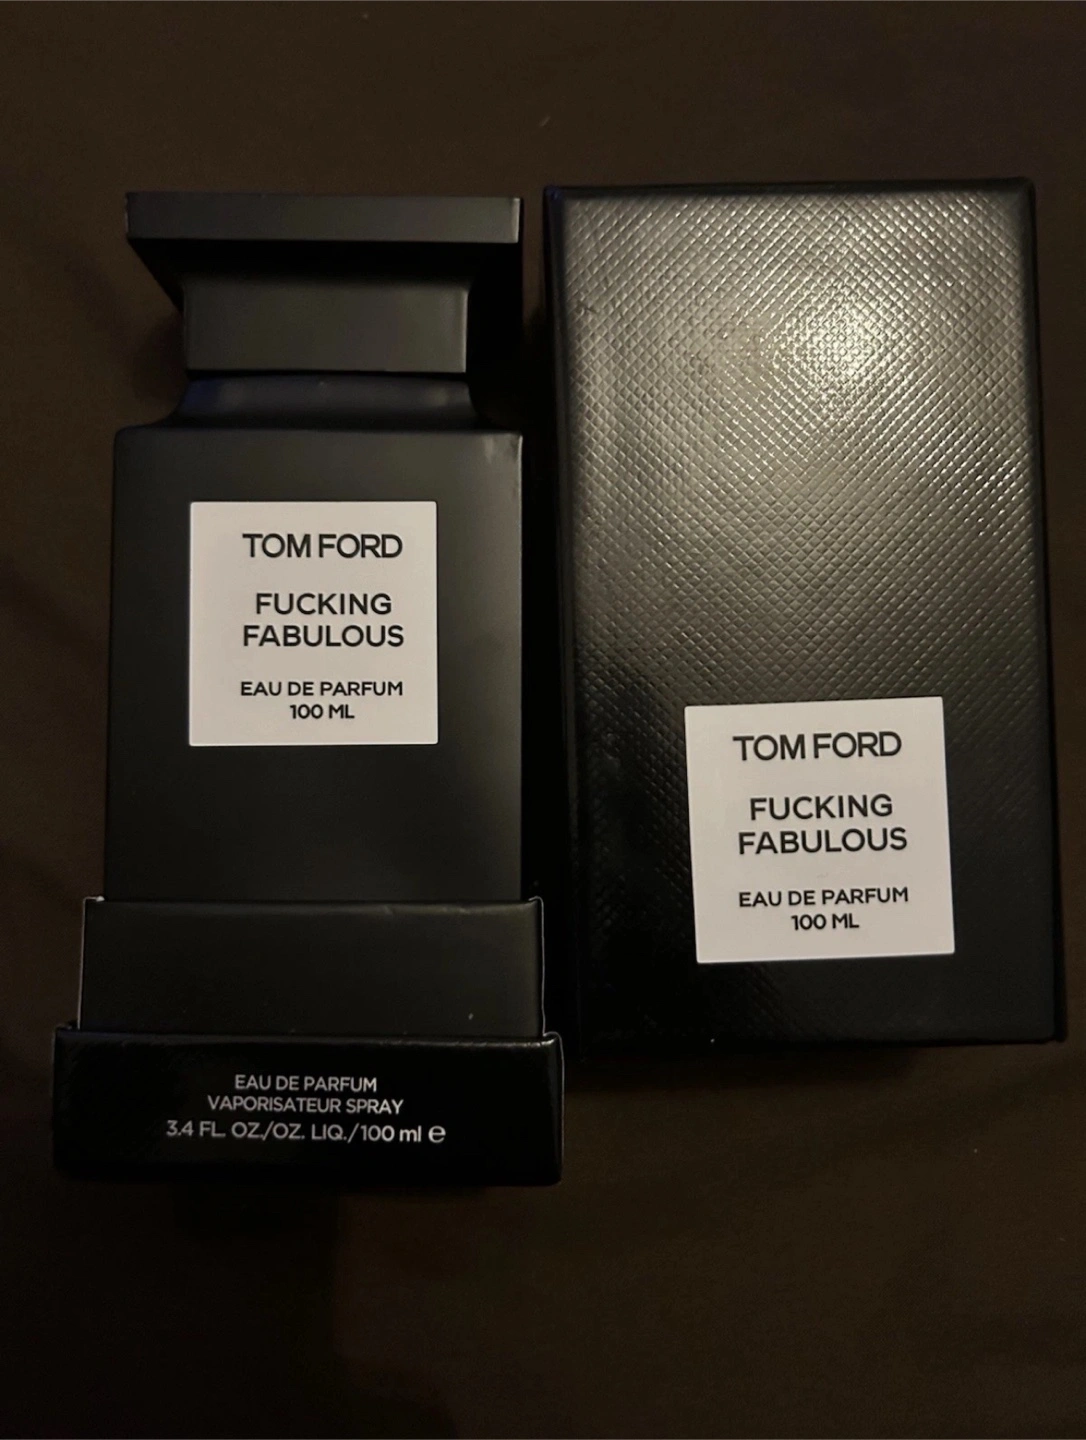 TOM FORD
FUCKING
FABULOUS
EAU DE PARFUM
100 ML
EAU DE PARFUM
VAPORISATEUR SPRAY
3.4 FL. OZ./OZ. LIQ./100 ml ℮
TOM FORD
FUCKING
FABULOUS
EAU DE PARFUM
100 ML